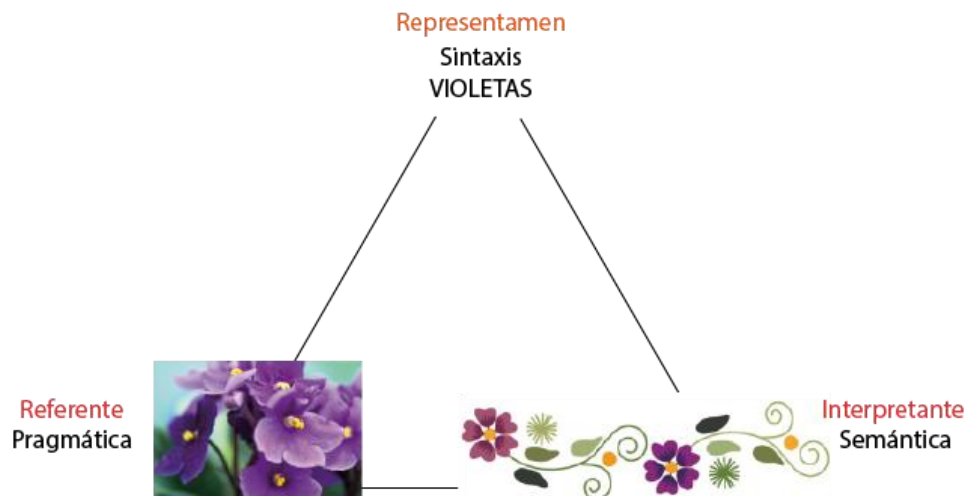 Representamen
Sintaxis
VIOLETAS
Referente
Pragmática
Interpretante
Semántica